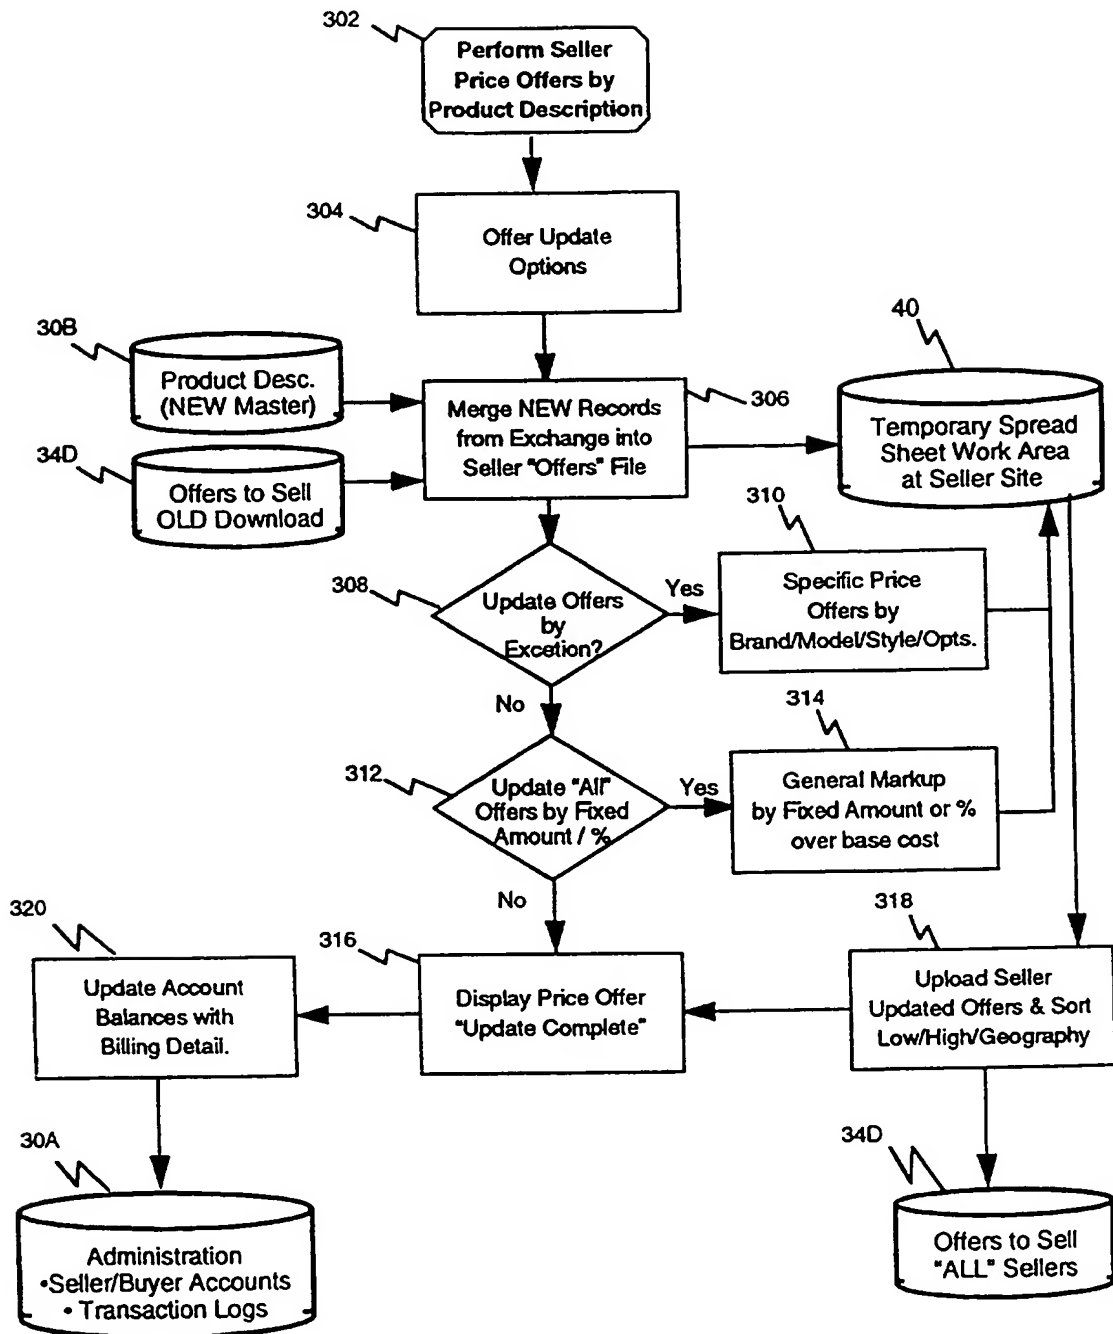 302
Perform Seller
Price Offers by
Product Description
304
Offer Update
Options
30B
Product Desc.
(NEW Master)
34D
Offers to Sell
OLD Download
Merge NEW Records
from Exchange into
Seller "Offers" File
306
40
Temporary Spread
Sheet Work Area
at Seller Site
308
Update Offers
by
Excetion?
Yes
No
310
Specific Price
Offers by
Brand/Model/Style/Opts.
312
Update "All"
Offers by Fixed
Amount / %
Yes
No
314
General Markup
by Fixed Amount or %
over base cost
320
Update Account
Balances with
Billing Detail.
316
Display Price Offer
"Update Complete"
318
Upload Seller
Updated Offers & Sort
Low/High/Geography
30A
Administration
•Seller/Buyer Accounts
• Transaction Logs
34D
Offers to Sell
"ALL" Sellers